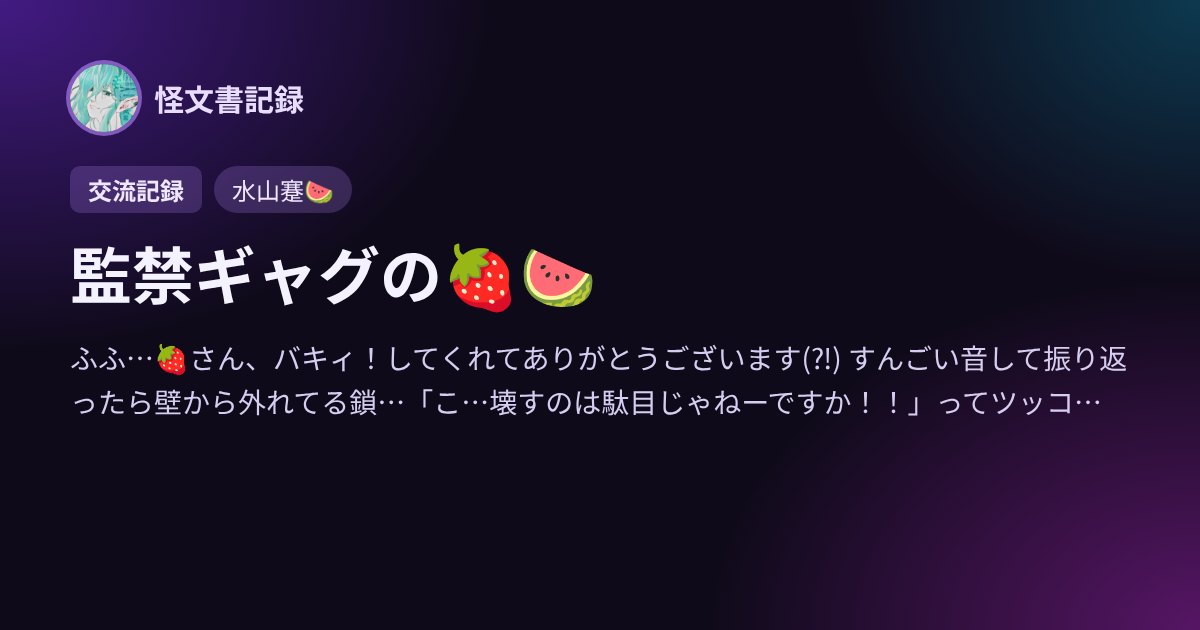 怪文書記録
交流記録 水山蹇🍉
監禁ギャグの🍓🍉
ふふ…🍓さん、バキィ！してくれてありがとうございます(?!) すんごい音して振り返
ったら壁から外れてる鎖…「こ…壊すのは駄目じゃねーですか！！」ってツッコ…